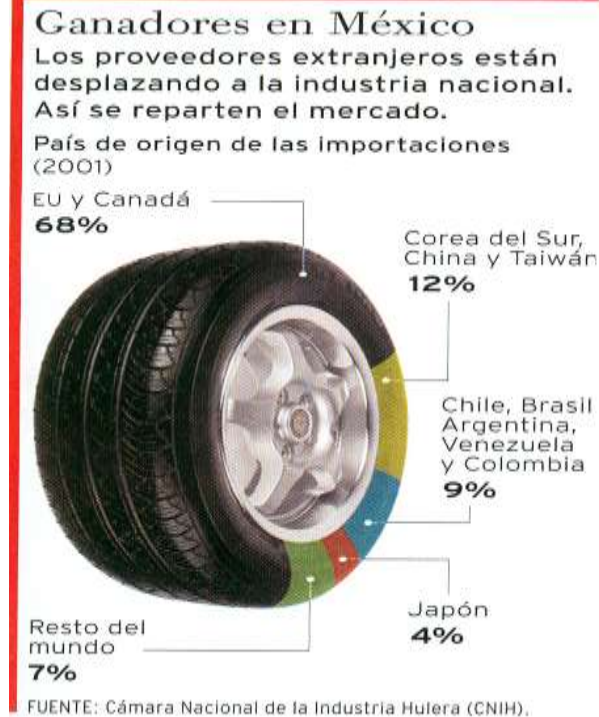 Ganadores en México
Los proveedores extranjeros están
desplazando a la industria nacional.
Así se reparten el mercado.
País de origen de las importaciones
(2001)
EU y Canadá
68%
Corea del Sur,
China y Taiwán
12%
Chile, Brasil
Argentina,
Venezuela
y Colombia
9%
Japón
4%
Resto del
mundo
7%
FUENTE: Cámara Nacional de la Industria Hulera (CNIH).